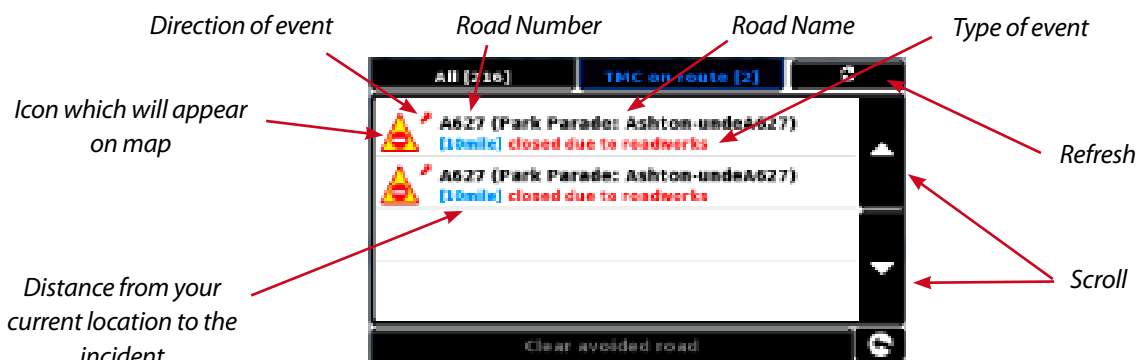 Direction of event
Road Number
Road Name
Type of event
All [216]
TMC on route [2]
Icon which will appear
on map
A627 (Park Parade: Ashton-undeA627)
[10mile] closed due to roadworks
Refresh
A627 (Park Parade: Ashton-undeA627)
[10mile] closed due to roadworks
Scroll
Distance from your
current location to the
incident
Clear avoided road